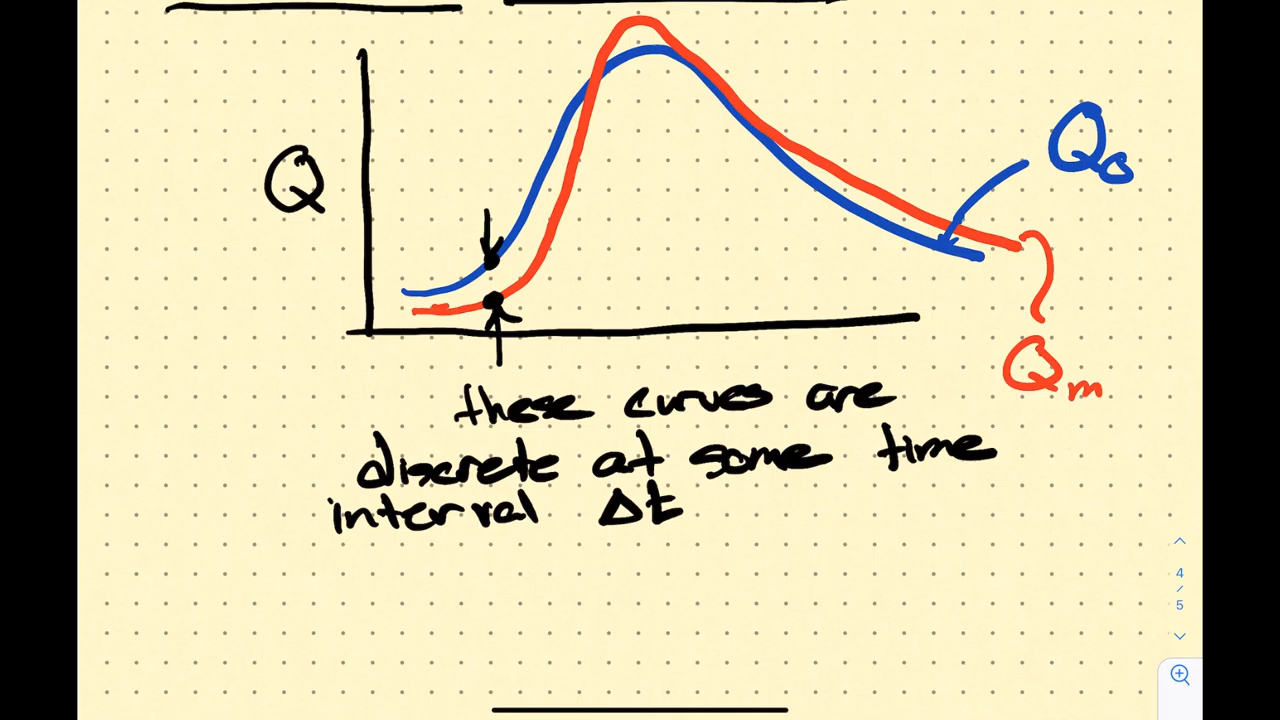 Q
Qo
Qm
these curves are
discrete at some time
interval Δt
4
/
5